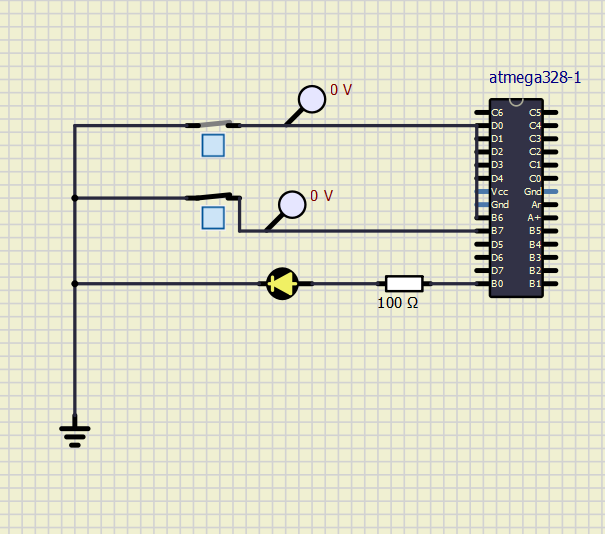 atmega328-1
0 V
C6 C5
D0 C4
D1 C3
D2 C2
D3 C1
D4 C0
Vcc Gnd
Gnd Ar
B6 A+
B7 B5
D5 B4
D6 B3
D7 B2
B0 B1
0 V
100 Ω